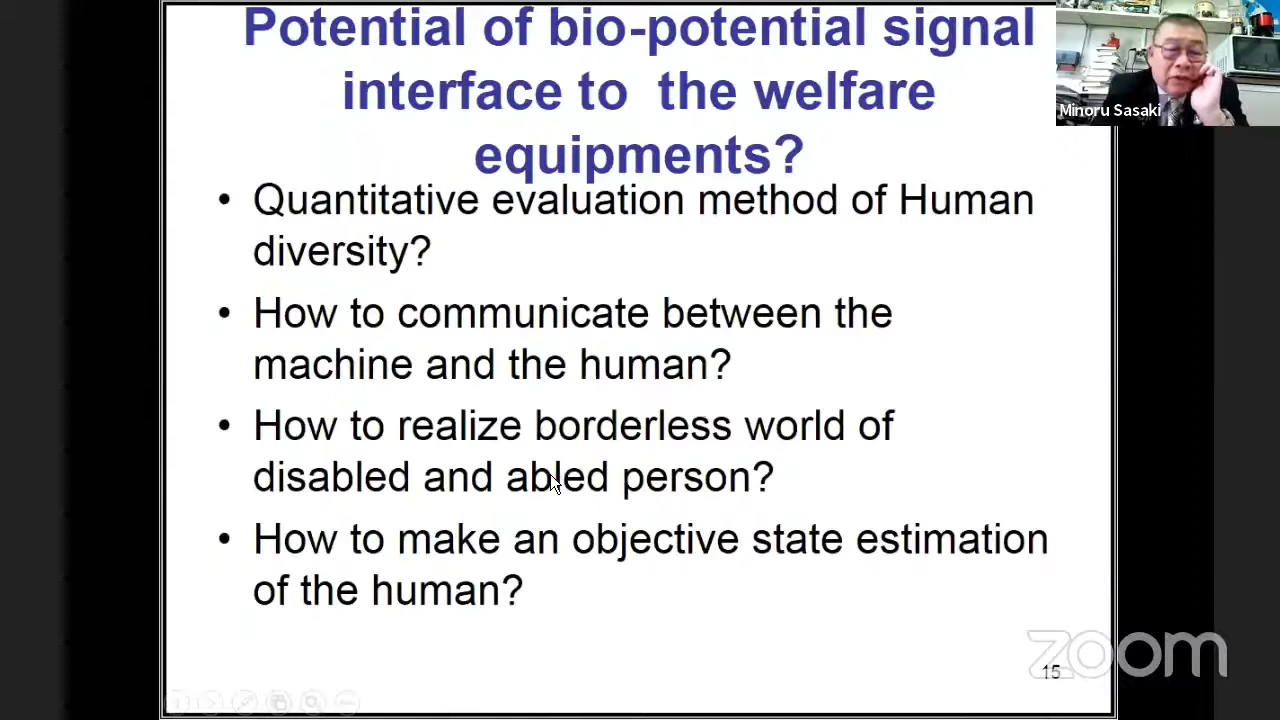 Potential of bio-potential signal
interface to the welfare
equipments?
Minoru Sasaki
• Quantitative evaluation method of Human
diversity?
• How to communicate between the
machine and the human?
• How to realize borderless world of
disabled and abled person?
• How to make an objective state estimation
of the human?
zoom
15